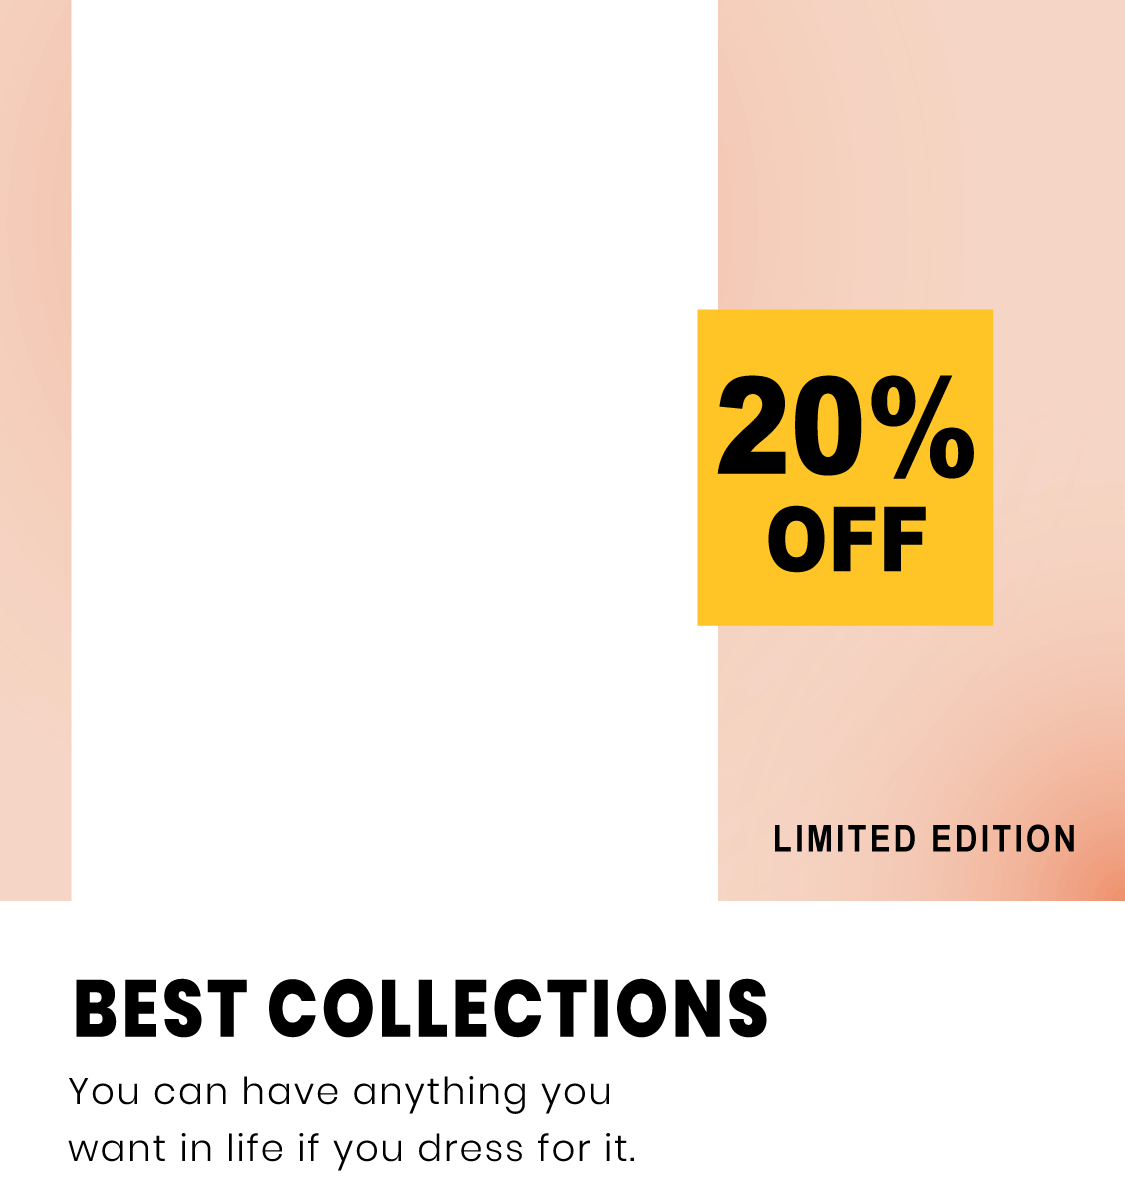 20%
OFF
LIMITED EDITION
BEST COLLECTIONS
You can have anything you
want in life if you dress for it.